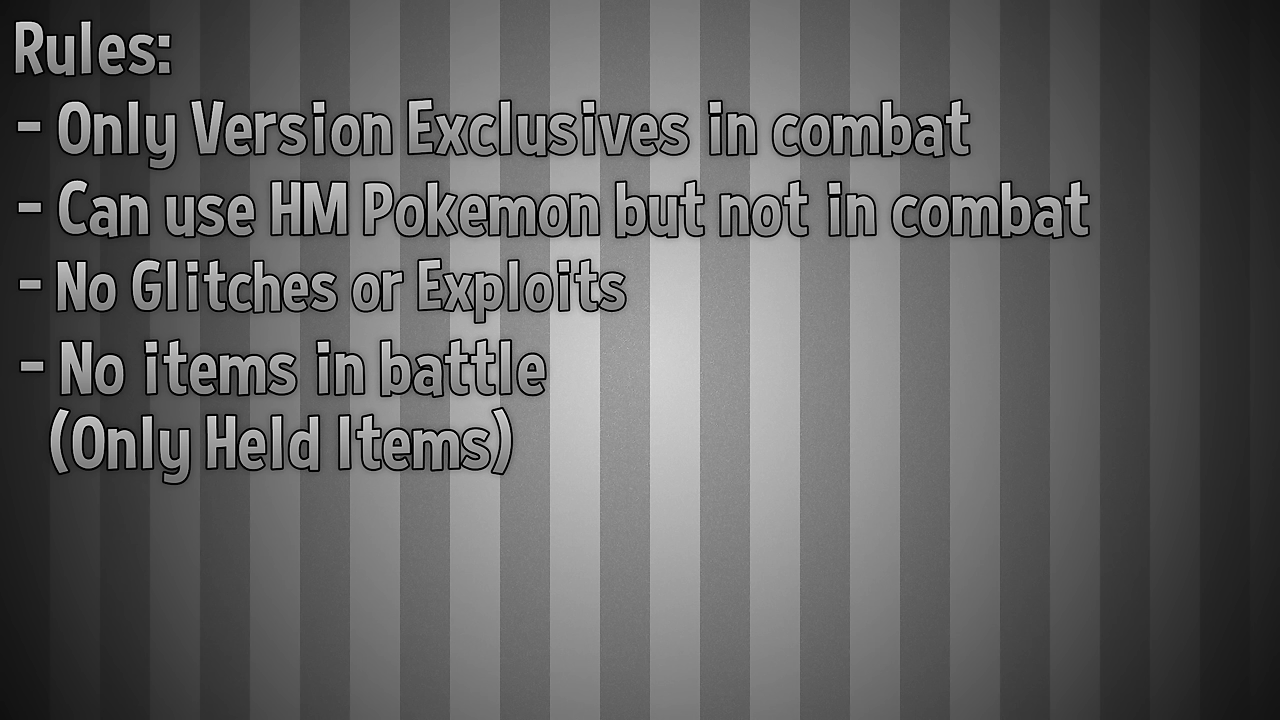 Rules:
- Only Version Exclusives in combat
- Can use HM Pokemon but not in combat
- No Glitches or Exploits
- No items in battle
(Only Held Items)